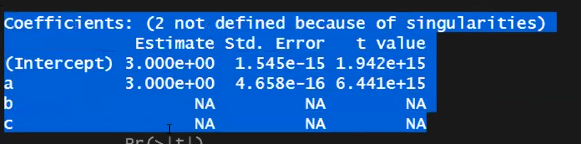 Coefficients: (2 not defined because of singularities)
Estimate Std. Error t value
(Intercept) 3.000e+00 1.545e-15 1.942e+15
a 3.000e+00 4.658e-16 6.441e+15
b NA NA NA
c NA NA NA
Pr(>|t|)